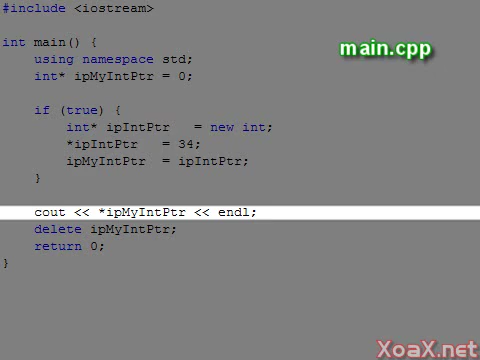 #include <iostream>
main.cpp
int main() {
    using namespace std;
    int* ipMyIntPtr = 0;
    if (true) {
        int* ipIntPtr   = new int;
        *ipIntPtr   = 34;
        ipMyIntPtr  = ipIntPtr;
    }
    cout << *ipMyIntPtr << endl;
    delete ipMyIntPtr;
    return 0;
}
XoaX.net